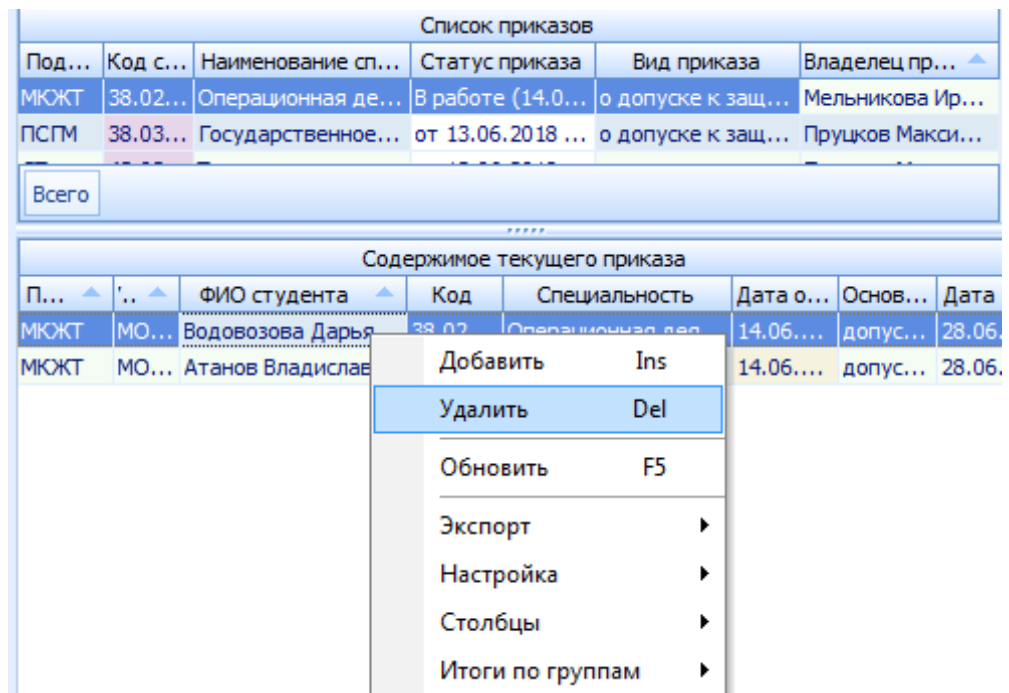 Список приказов
Под... Код с... Наименование сп... Статус приказа Вид приказа Владелец пр...
МКЖТ 38.02... Операционная де... В работе (14.0... о допуске к защ... Мельникова Ир...
ПСГМ 38.03... Государственное... от 13.06.2018 ... о допуске к защ... Пруцков Макси...
Всего
Содержимое текущего приказа
П... '... ФИО студента Код Специальность Дата о... Основ... Дата
МКЖТ МО... Водовозова Дарья 38.02 Операционная дея 14.06.... допус... 28.06.
МКЖТ МО... Атанов Владислав 14.06.... допус... 28.06.
Добавить Ins
Удалить Del
Обновить F5
Экспорт
Настройка
Столбцы
Итоги по группам